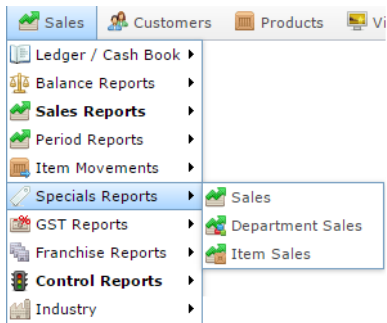 Sales Customers Products Vi
Ledger / Cash Book
Balance Reports
Sales Reports
Period Reports
Item Movements
Specials Reports
Sales
GST Reports
Department Sales
Franchise Reports
Item Sales
Control Reports
Industry